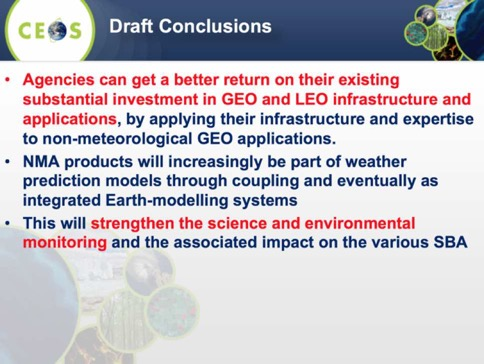 CEOS
Draft Conclusions
• Agencies can get a better return on their existing
substantial investment in GEO and LEO infrastructure and
applications, by applying their infrastructure and expertise
to non-meteorological GEO applications.
• NMA products will increasingly be part of weather
prediction models through coupling and eventually as
integrated Earth-modelling systems
• This will strengthen the science and environmental
monitoring and the associated impact on the various SBA